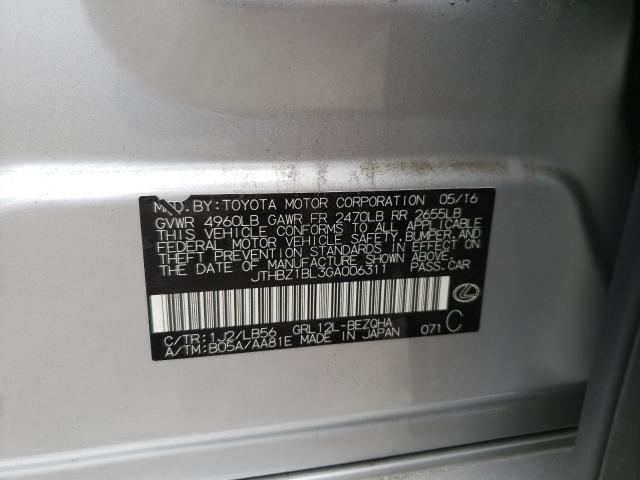 MFD. BY: TOYOTA MOTOR CORPORATION 05/16
GVWR 4960LB GAWR FR 2470LB RR 2655LB
THIS VEHICLE CONFORMS TO ALL APPLICABLE
FEDERAL MOTOR VEHICLE SAFETY, BUMPER, AND
THEFT PREVENTION STANDARDS IN EFFECT ON
THE DATE OF MANUFACTURE SHOWN ABOVE.
JTHBZ1BL3GA006311 PASS.CAR
C/TR:1J2/LB56 GRL12L-BEZQHA
A/TM:B05A/AA81E MADE IN JAPAN 071 C